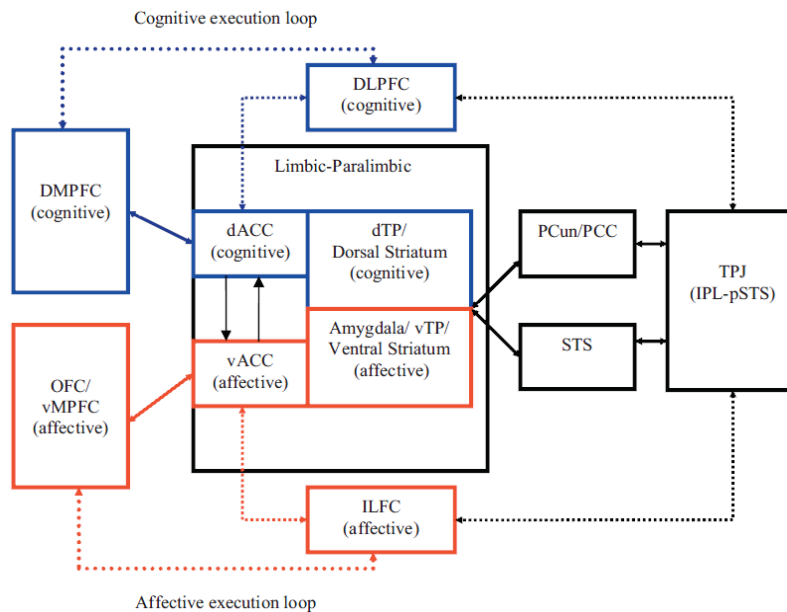 Cognitive execution loop
DLPFC
(cognitive)
DMPFC
(cognitive)
Limbic-Paralimbic
dACC
(cognitive)
dTP/
Dorsal Striatum
(cognitive)
PCun/PCC
TPJ
(IPL-pSTS)
vACC
(affective)
Amygdala/ vTP/
Ventral Striatum
(affective)
STS
OFC/
vMPFC
(affective)
ILFC
(affective)
Affective execution loop